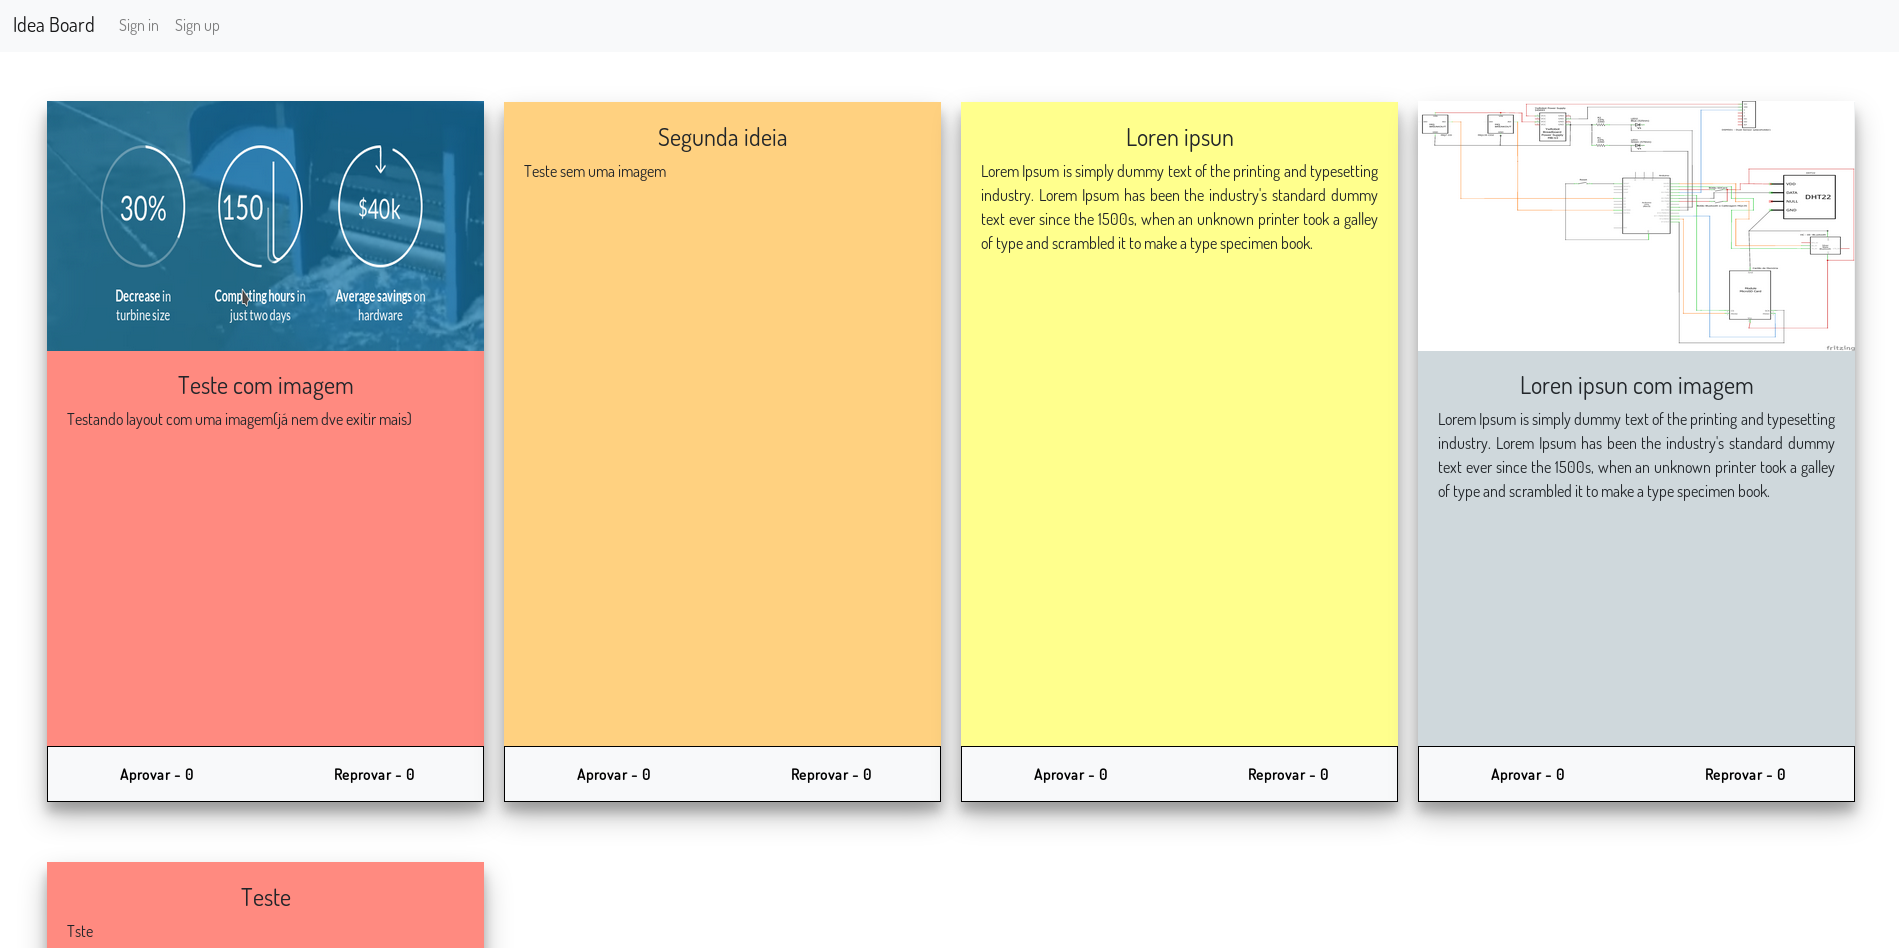 Idea Board Sign in Sign up
30%
150
$40k
Decrease in
turbine size
Computing hours in
just two days
Average savings on
hardware
Teste com imagem
Testando layout com uma imagem(já nem dve exitir mais)
Aprovar - 0 Reprovar - 0
Segunda ideia
Teste sem uma imagem
Aprovar - 0 Reprovar - 0
Loren ipsun
Lorem Ipsum is simply dummy text of the printing and typesetting
industry. Lorem Ipsum has been the industry's standard dummy
text ever since the 1500s, when an unknown printer took a galley
of type and scrambled it to make a type specimen book.
Aprovar - 0 Reprovar - 0
VDD
DATA
NULL
GND
DHT22
fritzing
Loren ipsun com imagem
Lorem Ipsum is simply dummy text of the printing and typesetting
industry. Lorem Ipsum has been the industry's standard dummy
text ever since the 1500s, when an unknown printer took a galley
of type and scrambled it to make a type specimen book.
Aprovar - 0 Reprovar - 0
Teste
Tste